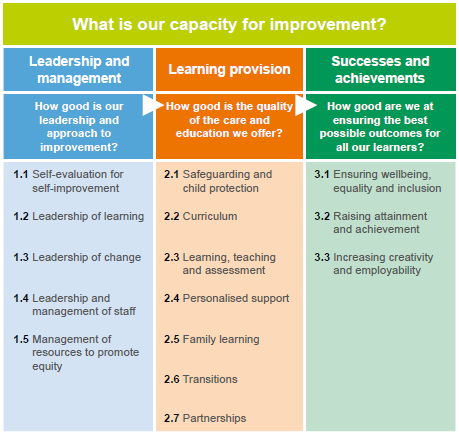 What is our capacity for improvement?
Leadership and
management
How good is our
leadership and
approach to
improvement?
1.1 Self-evaluation for
self-improvement
1.2 Leadership of learning
1.3 Leadership of change
1.4 Leadership and
management of staff
1.5 Management of
resources to promote
equity
Learning provision
How good is the quality
of the care and
education we offer?
2.1 Safeguarding and
child protection
2.2 Curriculum
2.3 Learning, teaching
and assessment
2.4 Personalised support
2.5 Family learning
2.6 Transitions
2.7 Partnerships
Successes and
achievements
How good are we at
ensuring the best
possible outcomes for
all our learners?
3.1 Ensuring wellbeing,
equality and inclusion
3.2 Raising attainment
and achievement
3.3 Increasing creativity
and employability